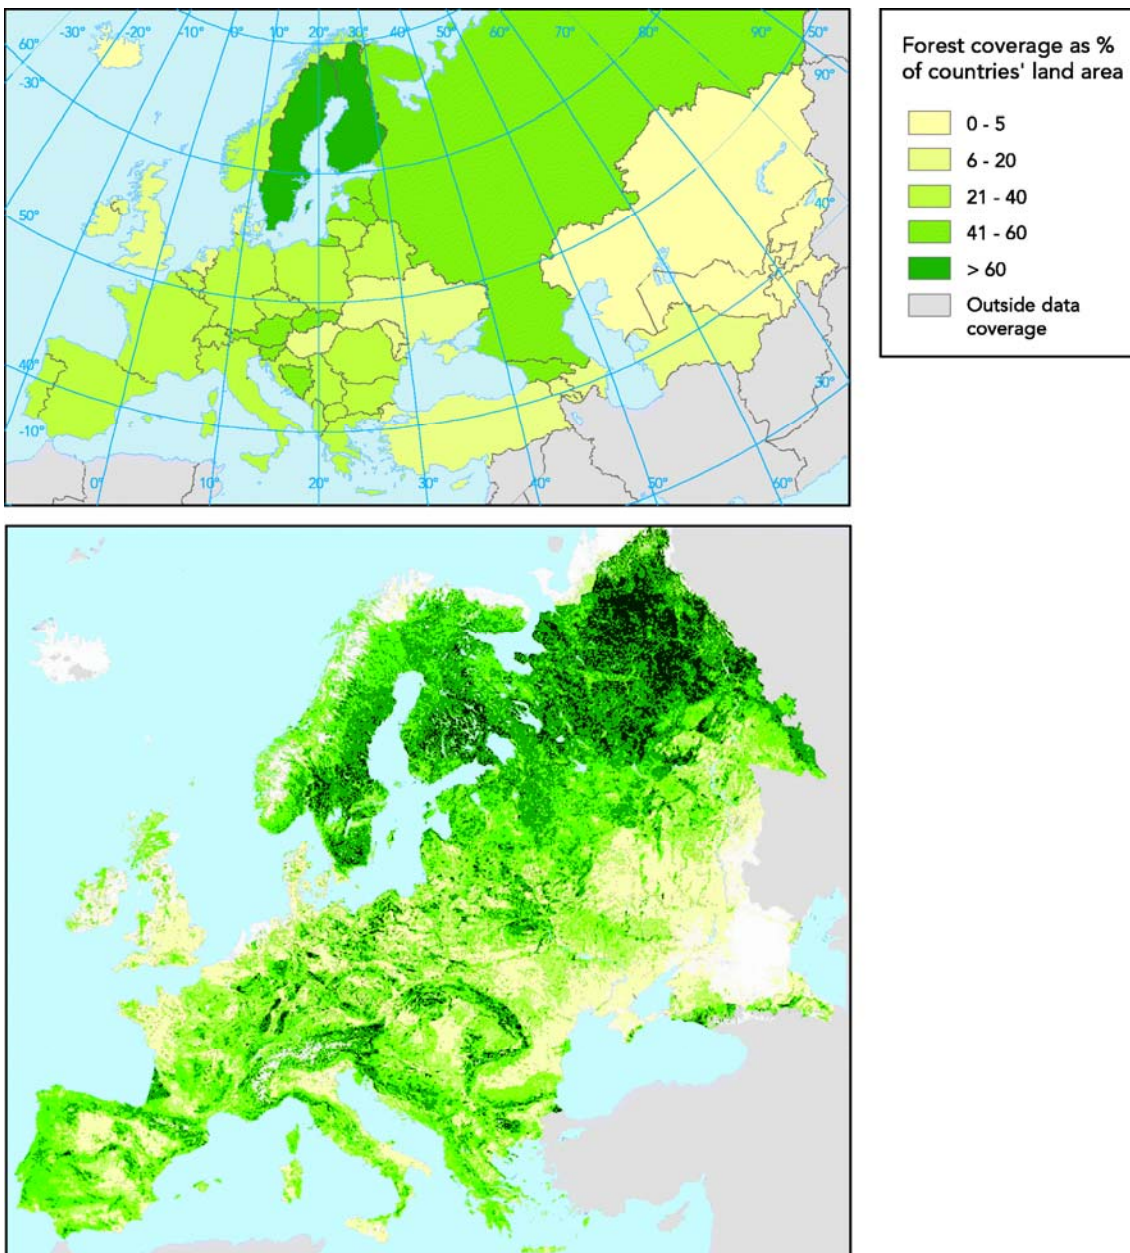 -30° -20° -10° 0° 10° 20° 30° 40° 50° 60° 70° 80° 90° 50°
60°
90°
-30°
40°
50°
40°
30°
-10°
0° 10° 20° 30° 40° 50° 60°
Forest coverage as %
of countries' land area
0 - 5
6 - 20
21 - 40
41 - 60
> 60
Outside data
coverage